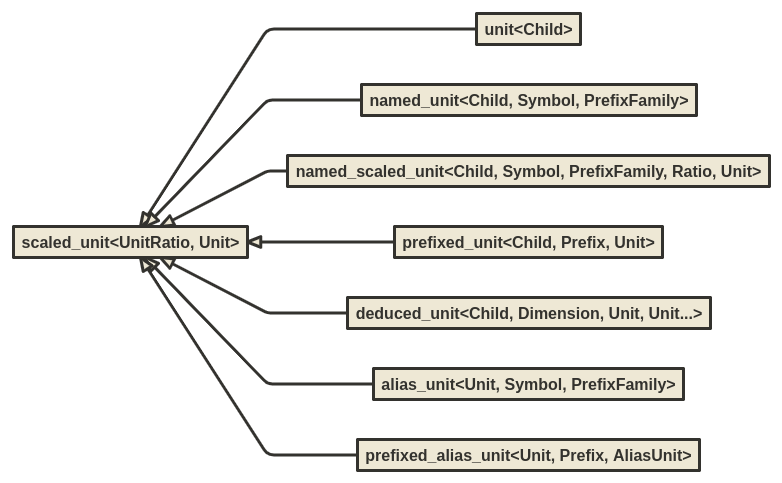 unit<Child>
named_unit<Child, Symbol, PrefixFamily>
named_scaled_unit<Child, Symbol, PrefixFamily, Ratio, Unit>
scaled_unit<UnitRatio, Unit>
prefixed_unit<Child, Prefix, Unit>
deduced_unit<Child, Dimension, Unit, Unit...>
alias_unit<Unit, Symbol, PrefixFamily>
prefixed_alias_unit<Unit, Prefix, AliasUnit>